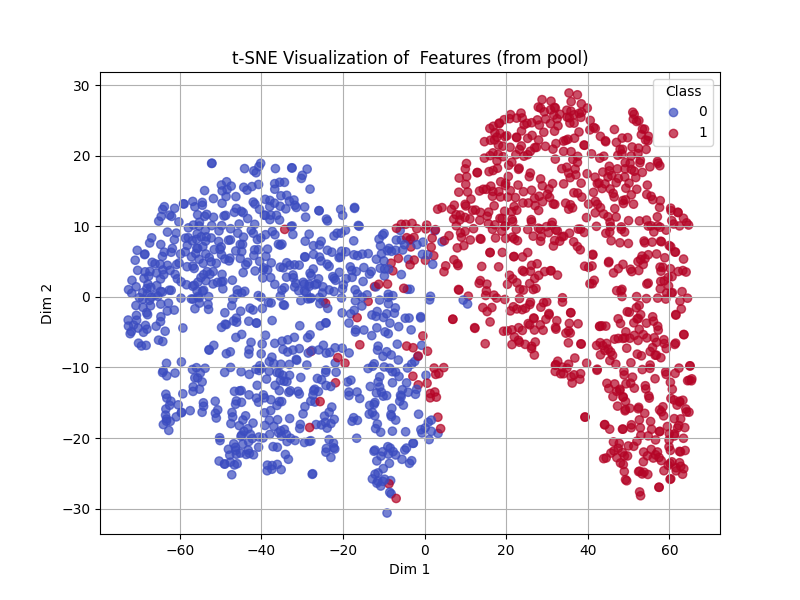 t-SNE Visualization of  Features (from pool)
Class
0
1
30
20
10
0
−10
−20
−30
Dim 2
−60 −40 −20 0 20 40 60
Dim 1